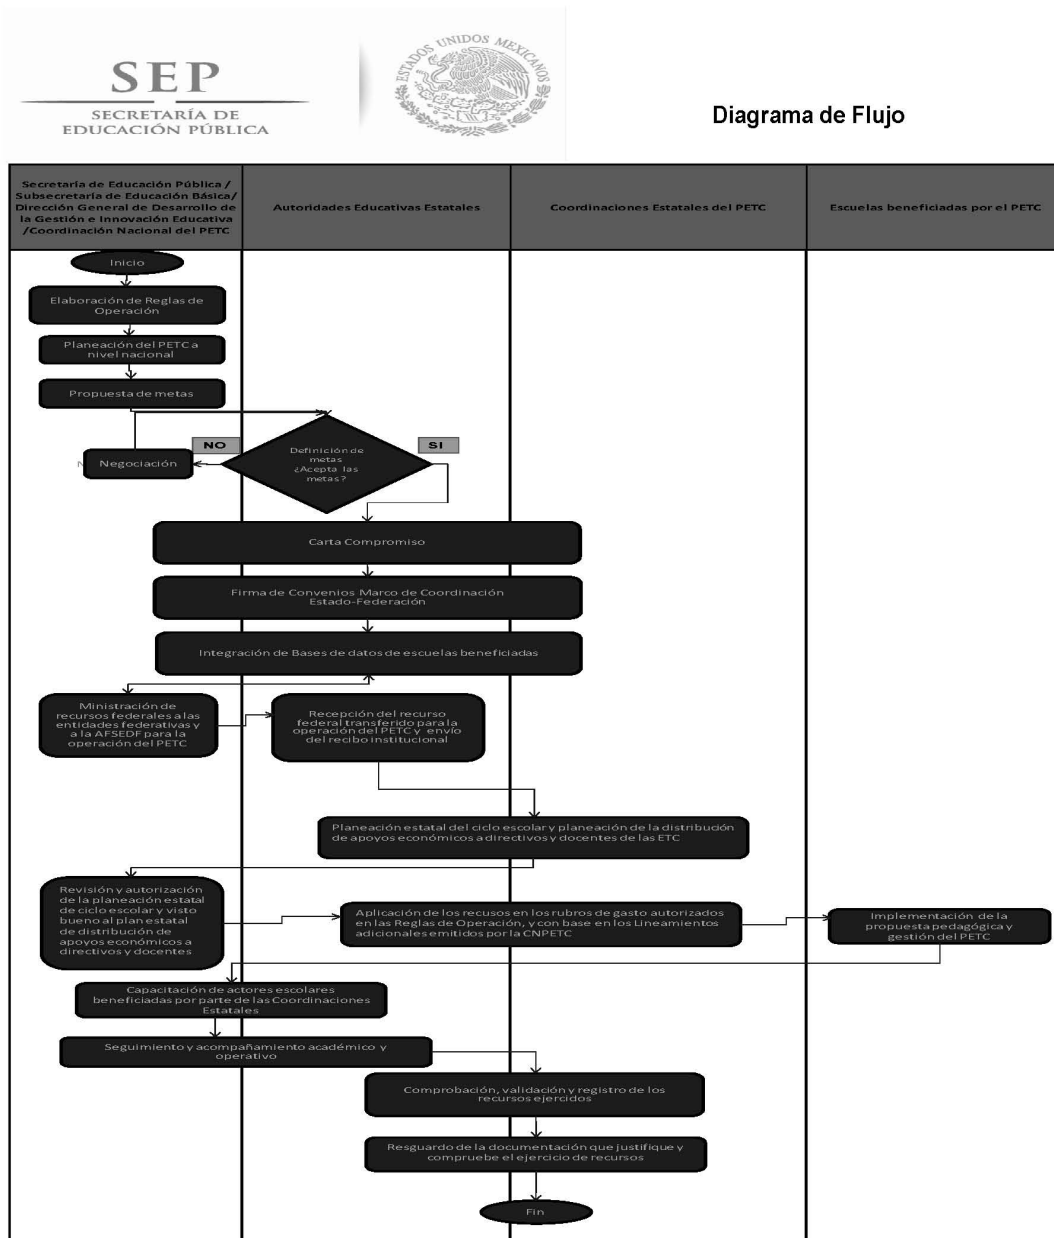 SEP
SECRETARÍA DE
EDUCACIÓN PÚBLICA
ESTADOS UNIDOS MEXICANOS
Diagrama de Flujo
Secretaría de Educación Pública /
Subsecretaría de Educación Básica/
Dirección General de Desarrollo de
la Gestión e Innovación Educativa
/Coordinación Nacional del PETC
Autoridades Educativas Estatales
Coordinaciones Estatales del PETC
Escuelas beneficiadas por el PETC
Inicio
Elaboración de Reglas de
Operación
Planeación del PETC a
nivel nacional
Propuesta de metas
NO
SI
Definición de
metas
¿Acepta las
metas?
Negociación
Carta Compromiso
Firma de Convenios Marco de Coordinación
Estado-Federación
Integración de Bases de datos de escuelas beneficiadas
Ministración de
recursos federales a las
entidades federativas y
a la AFSEDF para la
operación del PETC
Recepción del recurso
federal transferido para la
operación del PETC y envío
del recibo institucional
Planeación estatal del ciclo escolar y planeación de la distribución
de apoyos económicos a directivos y docentes de las ETC
Revisión y autorización
de la planeación estatal
de ciclo escolar y visto
bueno al plan estatal
de distribución de
apoyos económicos a
directivos y docentes
Aplicación de los recusos en los rubros de gasto autorizados
en las Reglas de Operación, y con base en los Lineamientos
adicionales emitidos por la CNPETC
Implementación de la
propuesta pedagógica y
gestión del PETC
Capacitación de actores escolares
beneficiadas por parte de las Coordinaciones
Estatales
Seguimiento y acompañamiento académico y
operativo
Comprobación, validación y registro de los
recursos ejercidos
Resguardo de la documentación que justifique y
compruebe el ejercicio de recursos
Fin